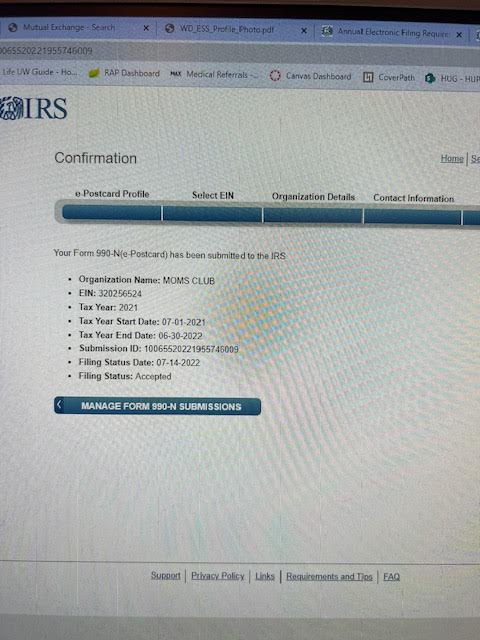 Mutual Exchange - Search × WD_ESS_Profile_Photo.pdf × Annual Electronic Filing Require ×
0065520221955746009
Life UW Guide - Ho... RAP Dashboard MAX Medical Referrals -... Canvas Dashboard CoverPath HUG - HUP
IRS
Confirmation
Home Se
e-Postcard Profile Select EIN Organization Details Contact Information
Your Form 990-N(e-Postcard) has been submitted to the IRS
• Organization Name: MOMS CLUB
• EIN: 320256524
• Tax Year: 2021
• Tax Year Start Date: 07-01-2021
• Tax Year End Date: 06-30-2022
• Submission ID: 10065520221955746009
• Filing Status Date: 07-14-2022
• Filing Status: Accepted
MANAGE FORM 990-N SUBMISSIONS
Support | Privacy Policy | Links | Requirements and Tips | FAQ